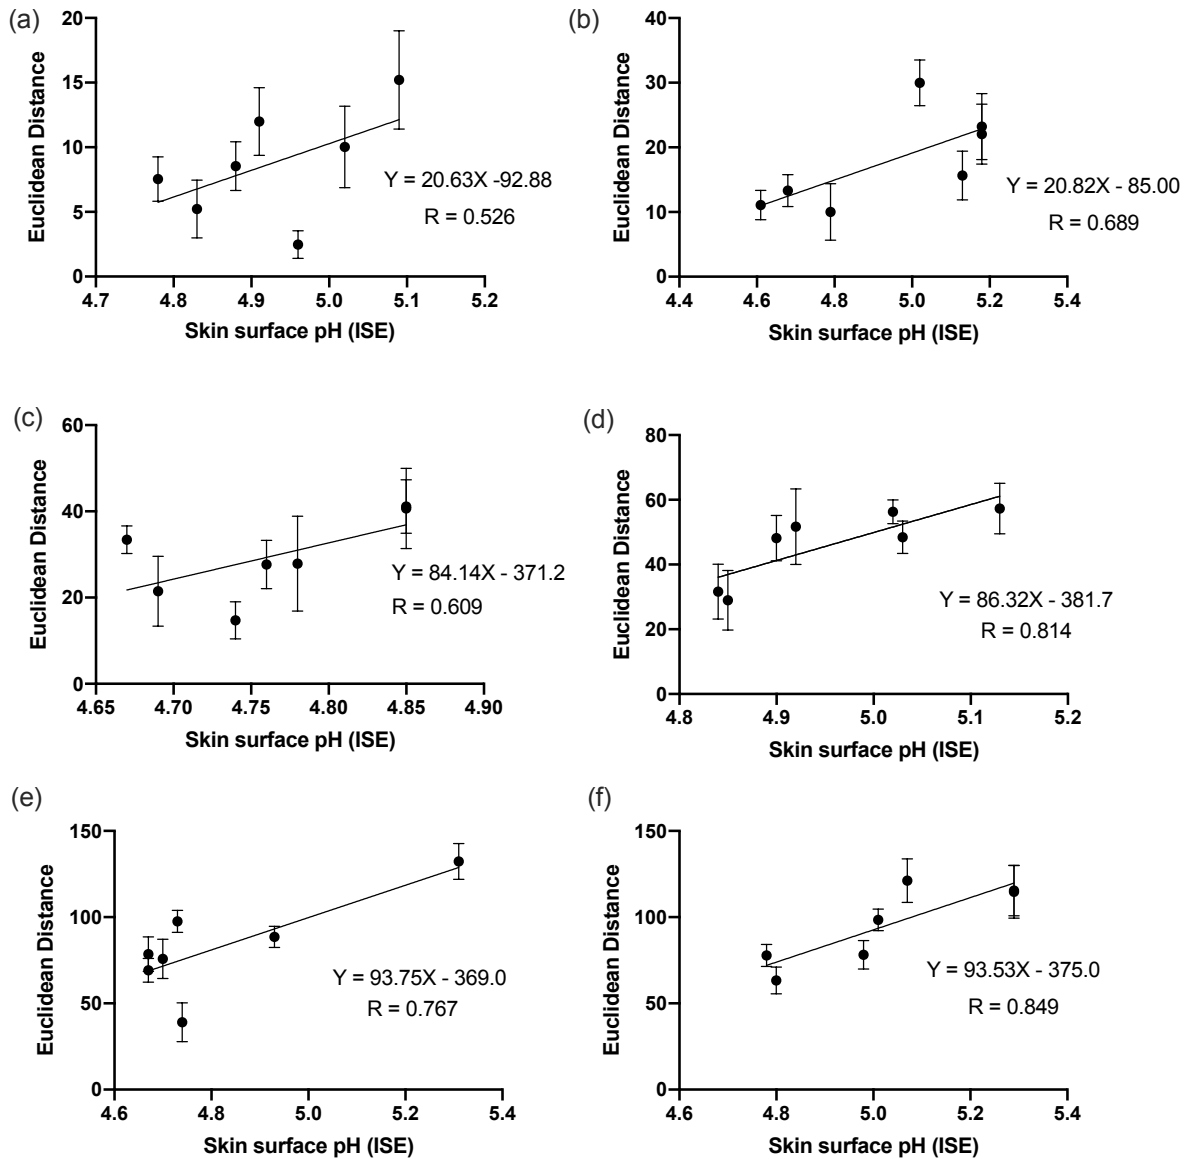 (a)
20
15
10
5
0
Euclidean Distance
Y = 20.63X -92.88
R = 0.526
4.7 4.8 4.9 5.0 5.1 5.2
Skin surface pH (ISE)
(b)
40
30
20
10
0
Euclidean Distance
Y = 20.82X - 85.00
R = 0.689
4.4 4.6 4.8 5.0 5.2 5.4
Skin surface pH (ISE)
(c)
60
40
20
0
Euclidean Distance
Y = 84.14X - 371.2
R = 0.609
4.65 4.70 4.75 4.80 4.85 4.90
Skin surface pH (ISE)
(d)
80
60
40
20
0
Euclidean Distance
Y = 86.32X - 381.7
R = 0.814
4.8 4.9 5.0 5.1 5.2
Skin surface pH (ISE)
(e)
150
100
50
0
Euclidean Distance
Y = 93.75X - 369.0
R = 0.767
4.6 4.8 5.0 5.2 5.4
Skin surface pH (ISE)
(f)
150
100
50
0
Euclidean Distance
Y = 93.53X - 375.0
R = 0.849
4.6 4.8 5.0 5.2 5.4
Skin surface pH (ISE)